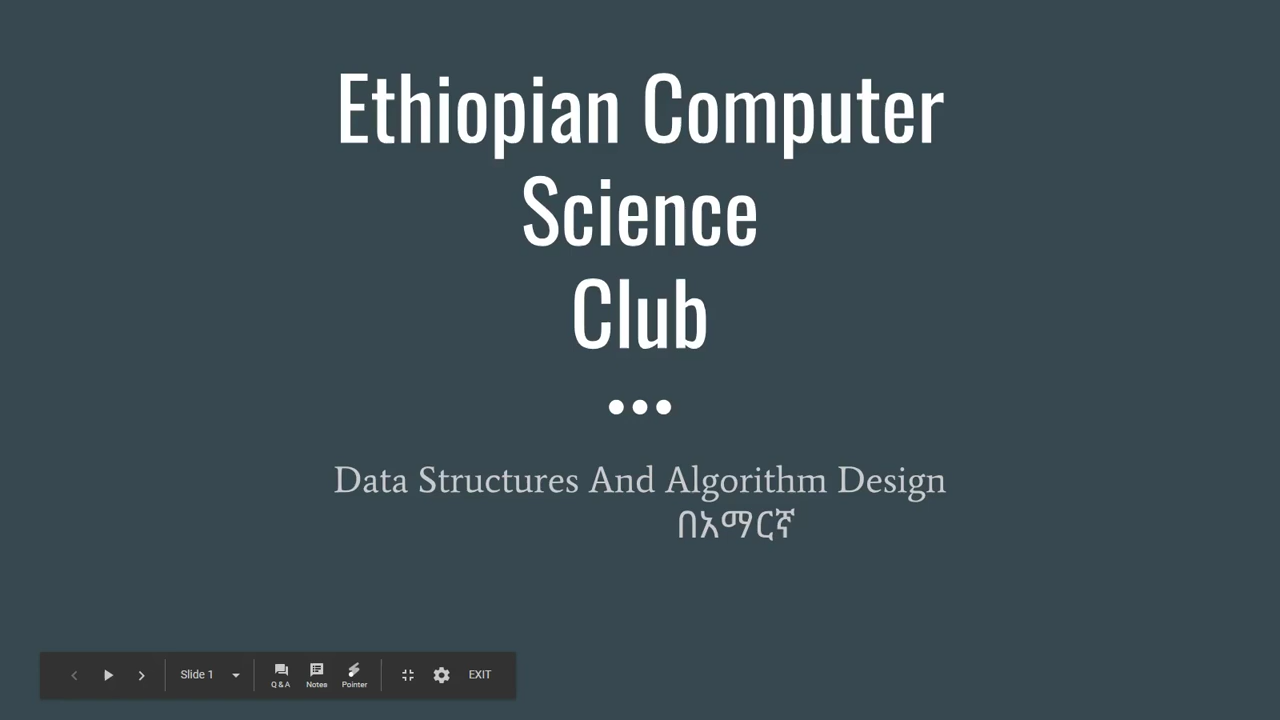 Ethiopian Computer
Science
Club
Data Structures And Algorithm Design
በአማርኛ
Slide 1
Q & A
Notes
Pointer
EXIT